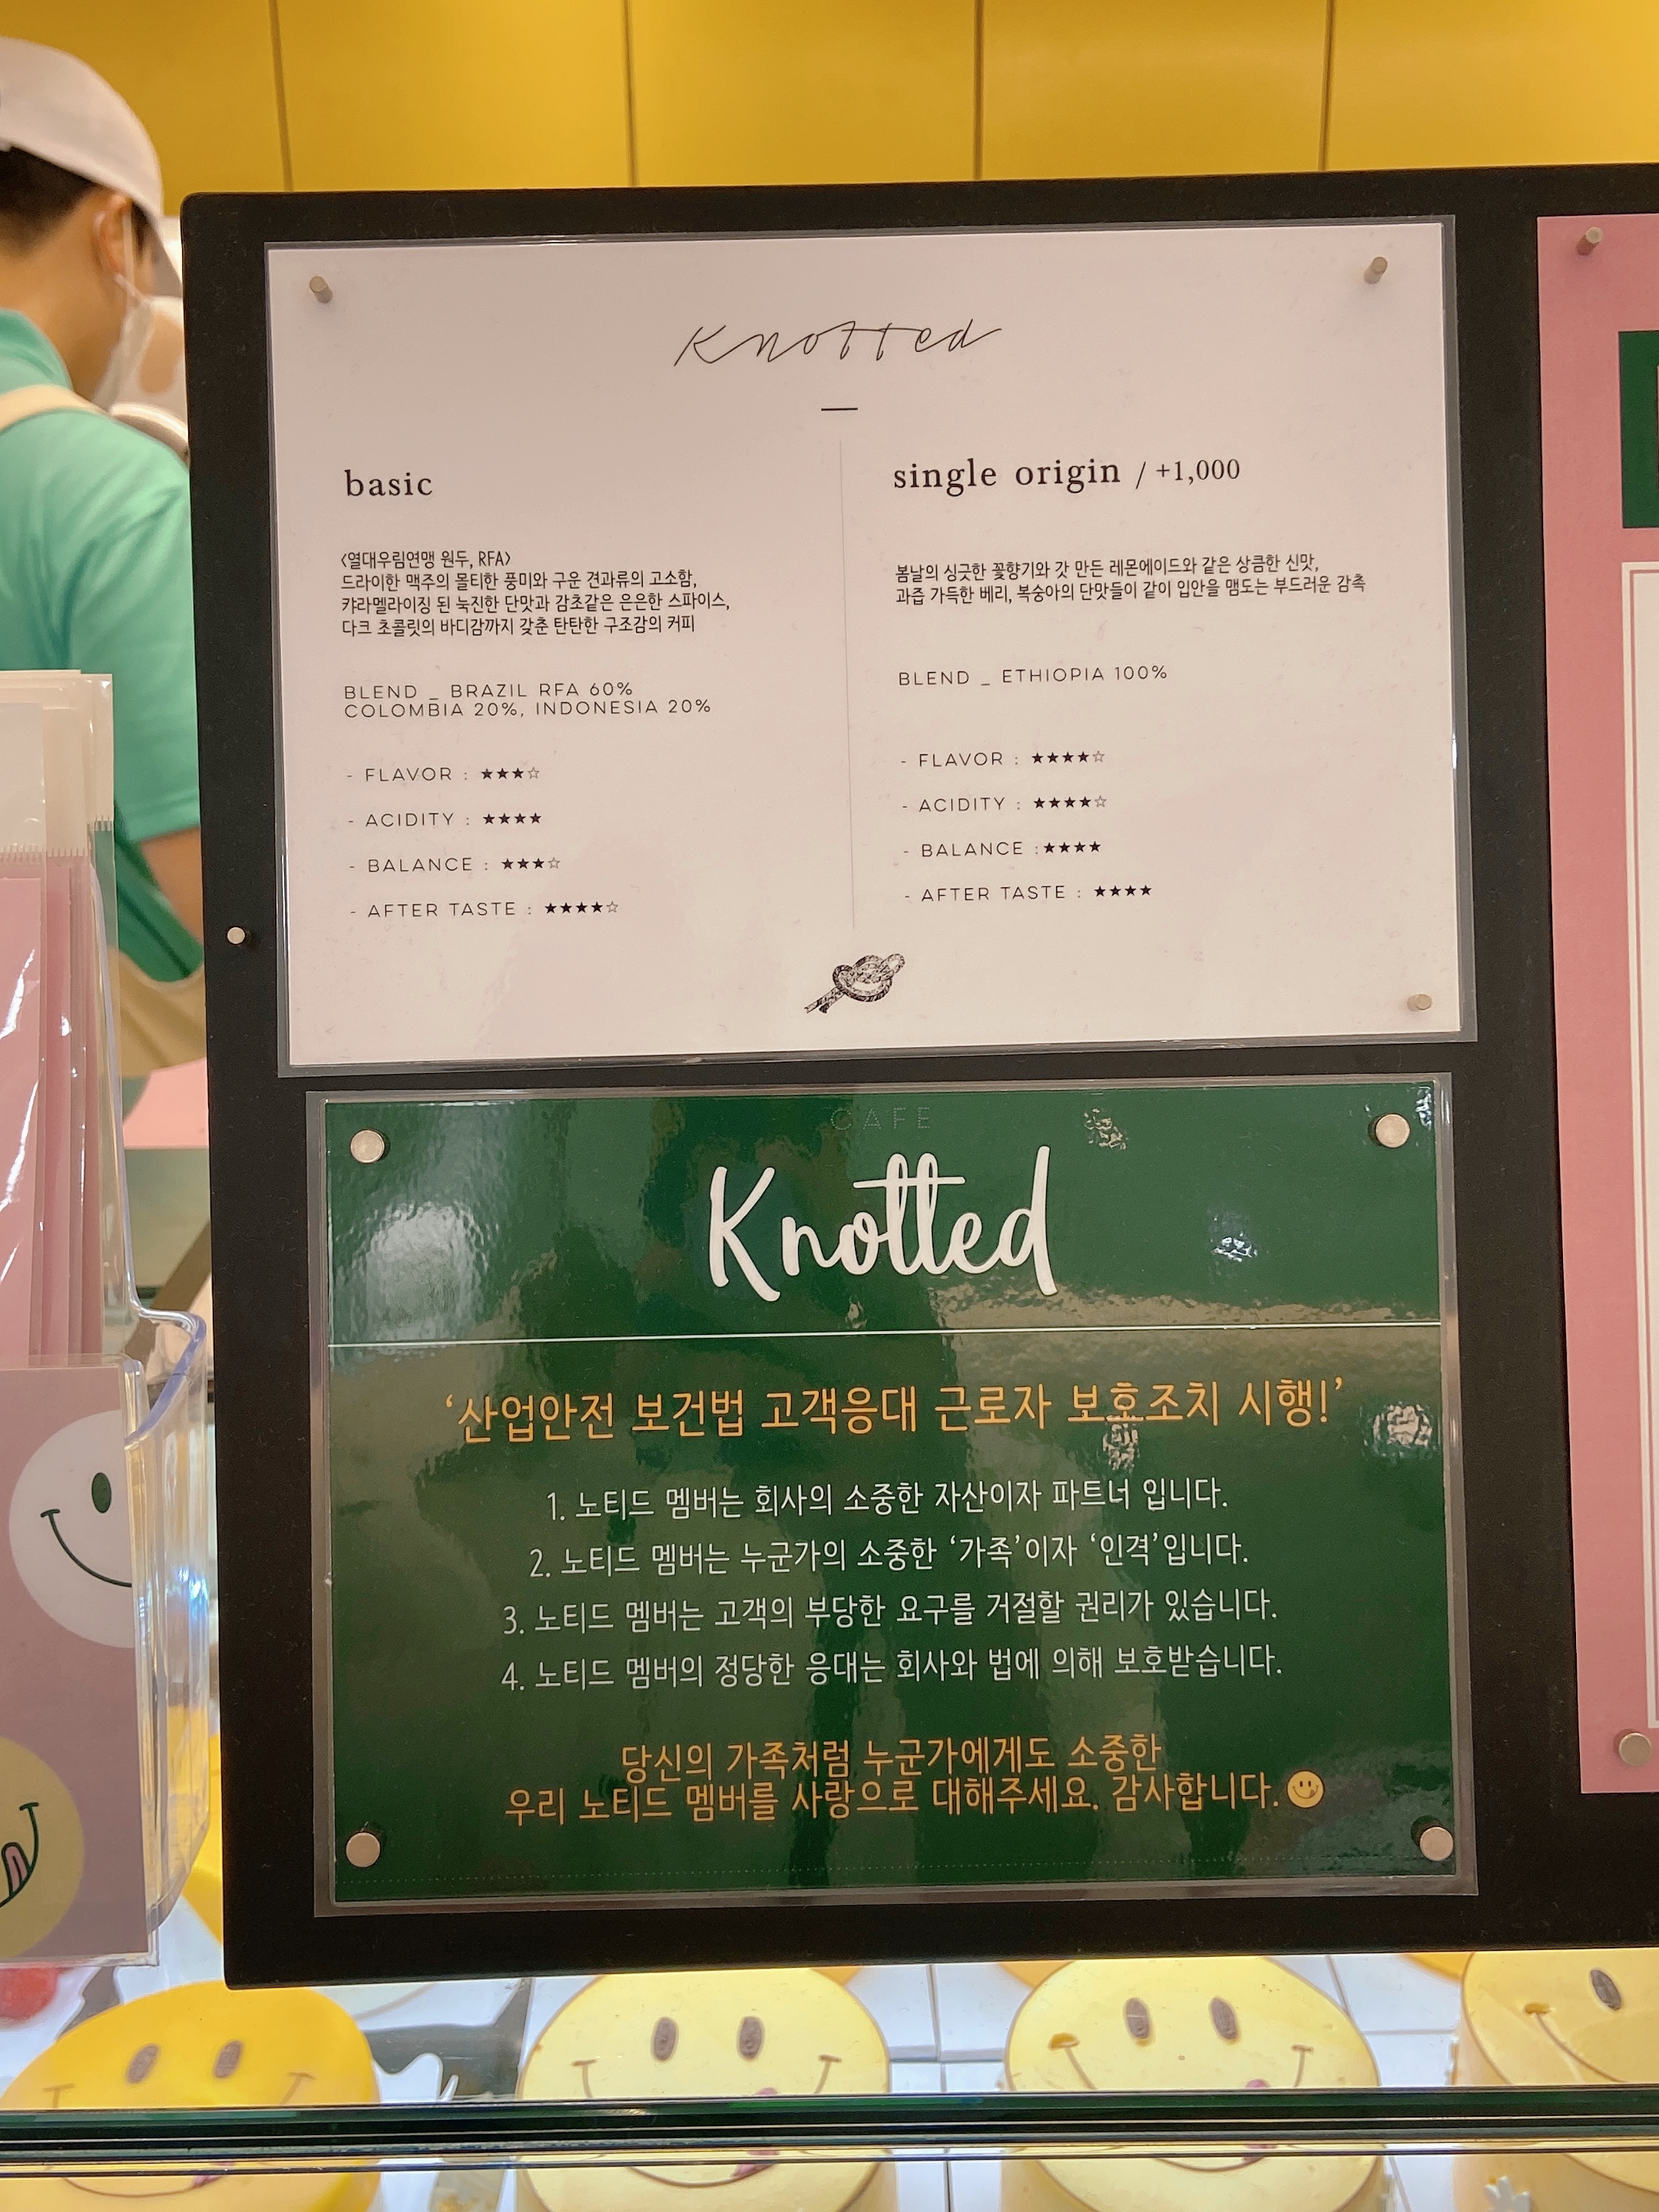 Knotted
basic
<열대우림연맹 원두, RFA>
드라이한 맥주의 몰티한 풍미와 구운 견과류의 고소함,
캬라멜라이징 된 눅진한 단맛과 감초같은 은은한 스파이스,
다크 초콜릿의 바디감까지 갖춘 탄탄한 구조감의 커피
BLEND _ BRAZIL RFA 60%
COLOMBIA 20%, INDONESIA 20%
- FLAVOR : ★★★☆
- ACIDITY : ★★★★
- BALANCE : ★★★☆
- AFTER TASTE : ★★★★☆
single origin / +1,000
봄날의 싱긋한 꽃향기와 갓 만든 레몬에이드와 같은 상큼한 신맛,
과즙 가득한 베리, 복숭아의 단맛들이 같이 입안을 맴도는 부드러운 감촉
BLEND _ ETHIOPIA 100%
- FLAVOR : ★★★★☆
- ACIDITY : ★★★★☆
- BALANCE :★★★★
- AFTER TASTE : ★★★★
CAFE
Knotted
‘산업안전 보건법 고객응대 근로자 보호조치 시행!’
1. 노티드 멤버는 회사의 소중한 자산이자 파트너 입니다.
2. 노티드 멤버는 누군가의 소중한 ‘가족’이자 ‘인격’입니다.
3. 노티드 멤버는 고객의 부당한 요구를 거절할 권리가 있습니다.
4. 노티드 멤버의 정당한 응대는 회사와 법에 의해 보호받습니다.
당신의 가족처럼 누군가에게도 소중한
우리 노티드 멤버를 사랑으로 대해주세요. 감사합니다.